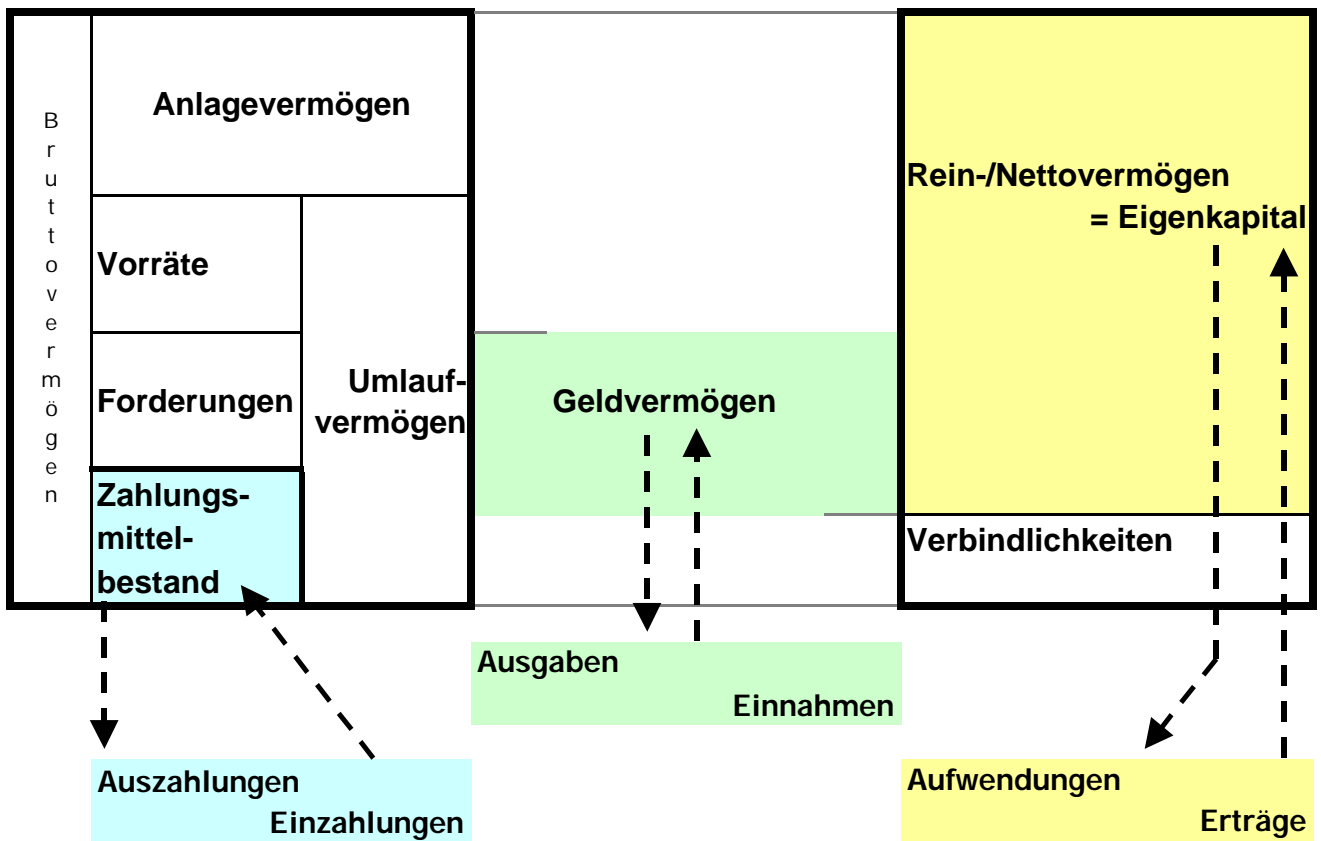 Bruttovermögen
Anlagevermögen
Vorräte
Forderungen
Umlauf-
vermögen
Zahlungs-
mittel-
bestand
Geldvermögen
Rein-/Nettovermögen
= Eigenkapital
Verbindlichkeiten
Auszahlungen
Einzahlungen
Ausgaben
Einnahmen
Aufwendungen
Erträge